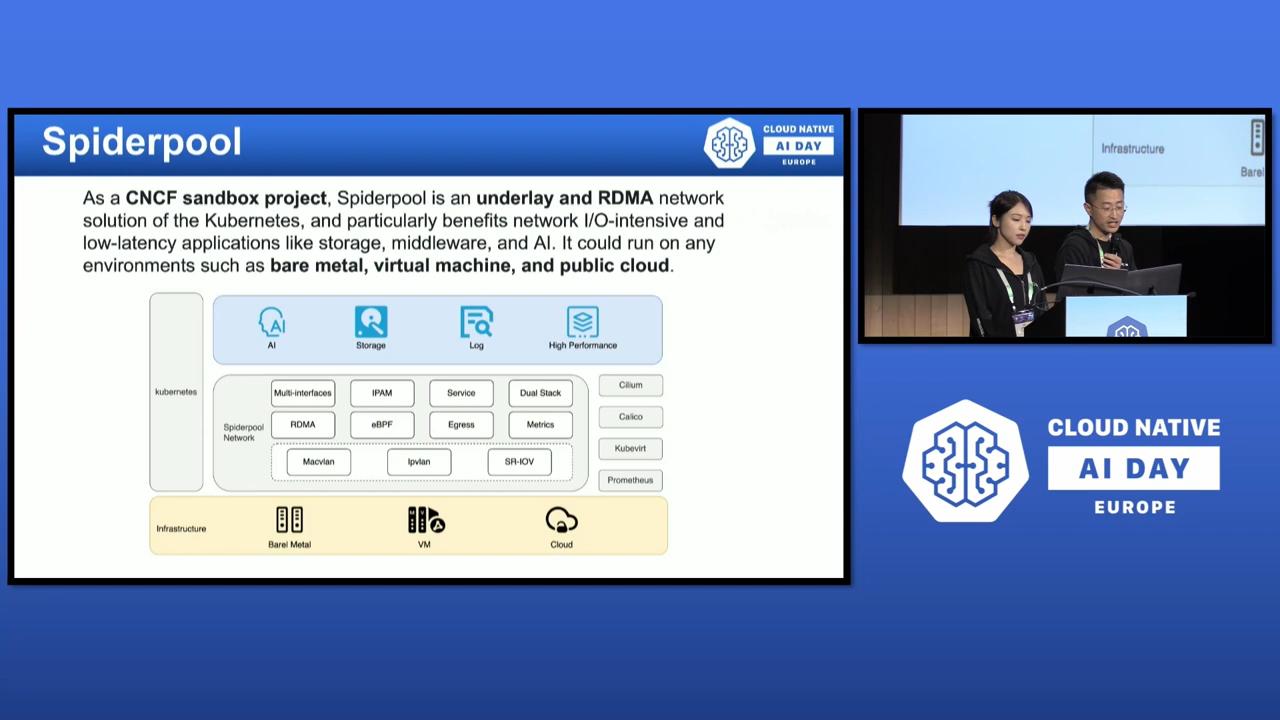 Spiderpool
CLOUD NATIVE
AI DAY
EUROPE
As a CNCF sandbox project, Spiderpool is an underlay and RDMA network
solution of the Kubernetes, and particularly benefits network I/O-intensive and
low-latency applications like storage, middleware, and AI. It could run on any
environments such as bare metal, virtual machine, and public cloud.
kubernetes
AI
AI
Storage
Log
High Performance
Spiderpool
Network
Multi-interfaces
IPAM
Service
Dual Stack
RDMA
eBPF
Egress
Metrics
Macvlan
Ipvlan
SR-IOV
Cilium
Calico
Kubevirt
Prometheus
Infrastructure
Barel Metal
VM
Cloud
Infrastructure
Barel
CLOUD NATIVE
AI DAY
EUROPE